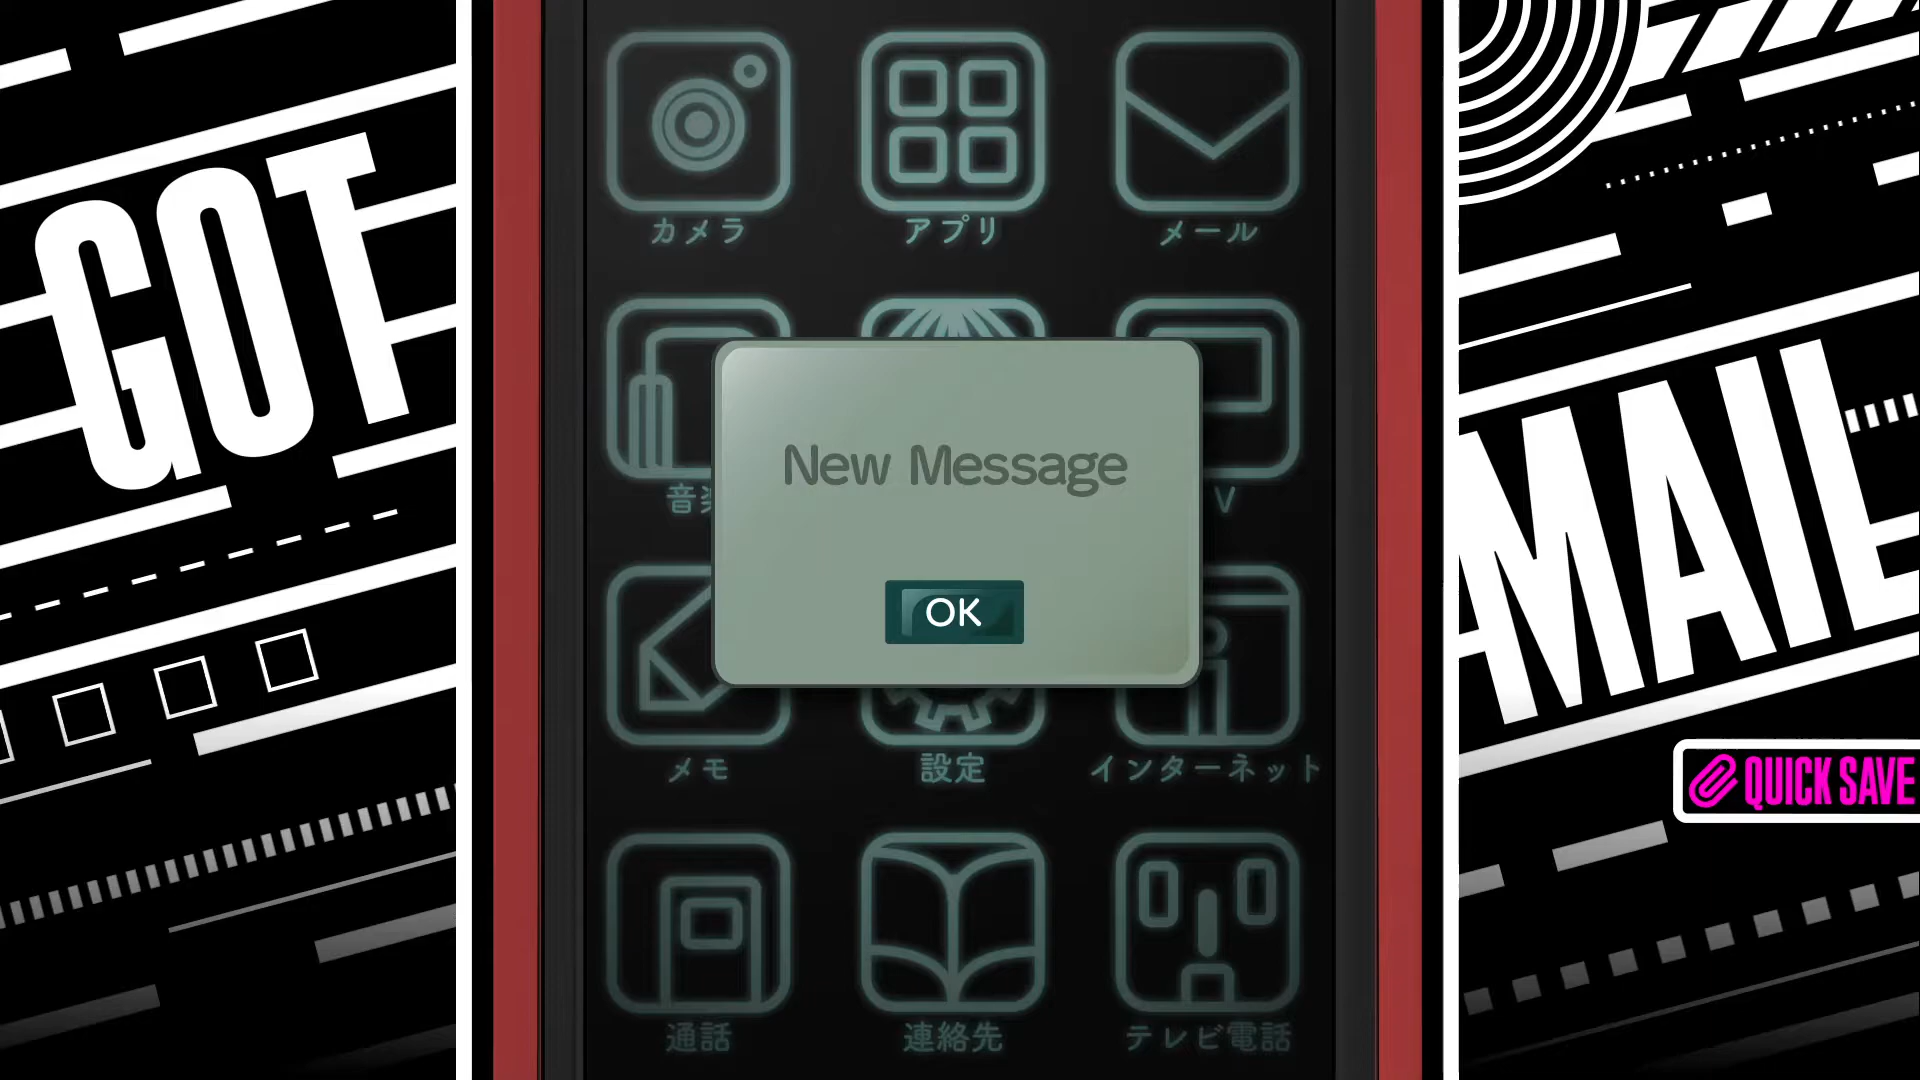 GOT
カメラ
アプリ
メール
New Message
OK
音
V
メモ
設定
インターネット
MAIL
QUICK SAVE
通話
連絡先
テレビ電話